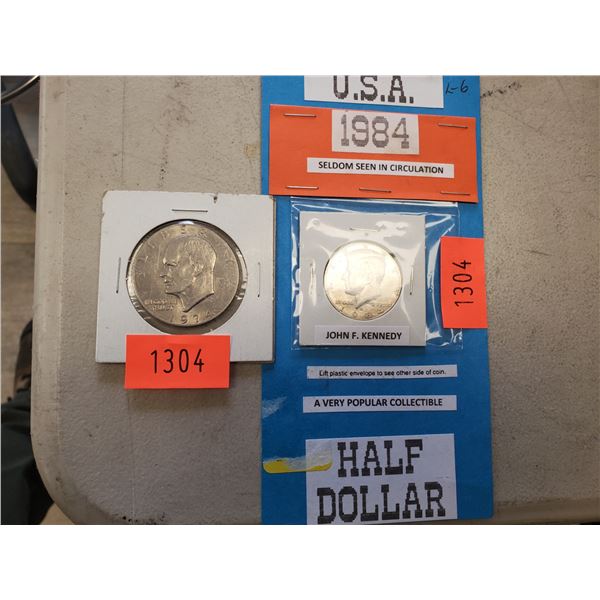 U.S.A.
L-6
1984
SELDOM SEEN IN CIRCULATION
1974
1304
1304
JOHN F. KENNEDY
Lift plastic envelope to see other side of coin.
A VERY POPULAR COLLECTIBLE
HALF
DOLLAR